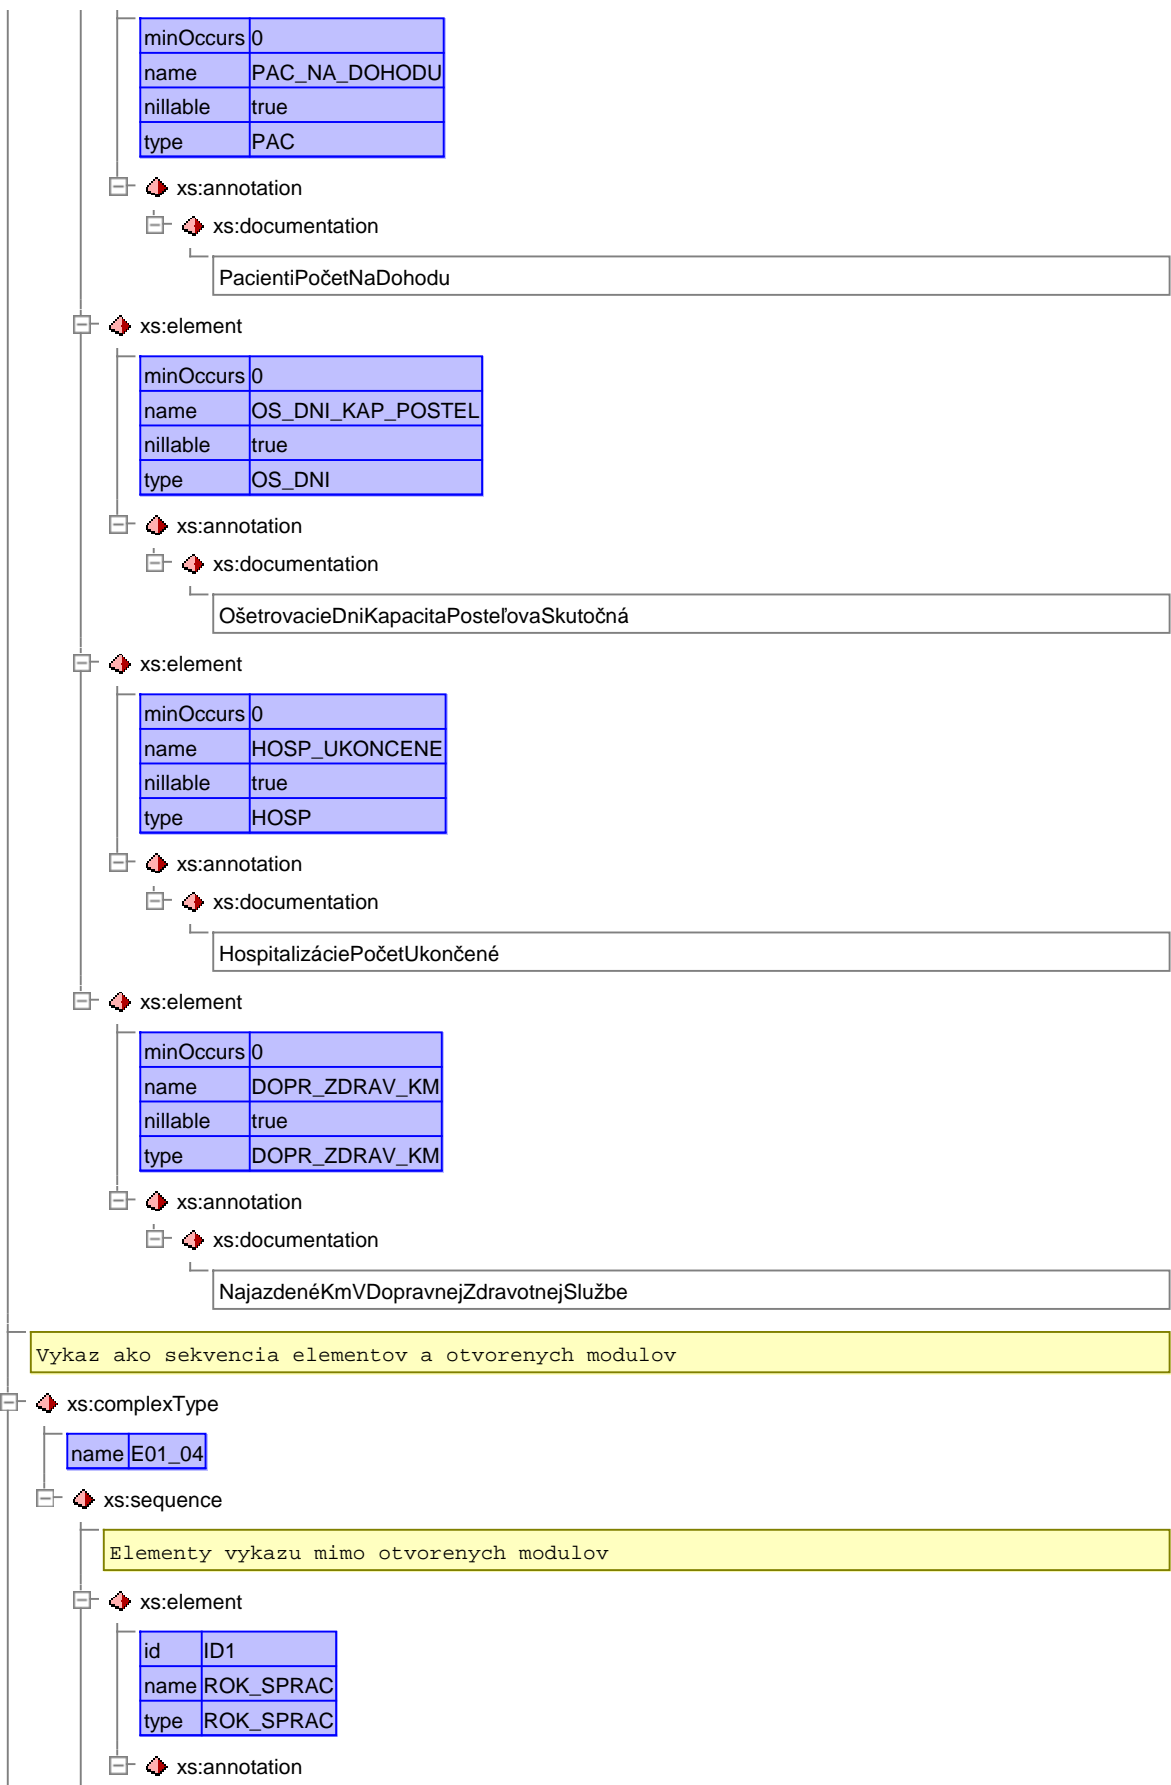 minOccurs 0
name PAC_NA_DOHODU
nillable true
type PAC
xs:annotation
xs:documentation
PacientiPočetNaDohodu
xs:element
minOccurs 0
name OS_DNI_KAP_POSTEL
nillable true
type OS_DNI
xs:annotation
xs:documentation
OšetrovacieDniKapacitaPosteľovaSkutočná
xs:element
minOccurs 0
name HOSP_UKONCENE
nillable true
type HOSP
xs:annotation
xs:documentation
HospitalizáciePočetUkončené
xs:element
minOccurs 0
name DOPR_ZDRAV_KM
nillable true
type DOPR_ZDRAV_KM
xs:annotation
xs:documentation
NajazdenéKmVDopravnejZdravotnejSlužbe
Vykaz ako sekvencia elementov a otvorenych modulov
xs:complexType
name E01_04
xs:sequence
Elementy vykazu mimo otvorenych modulov
xs:element
id ID1
name ROK_SPRAC
type ROK_SPRAC
xs:annotation